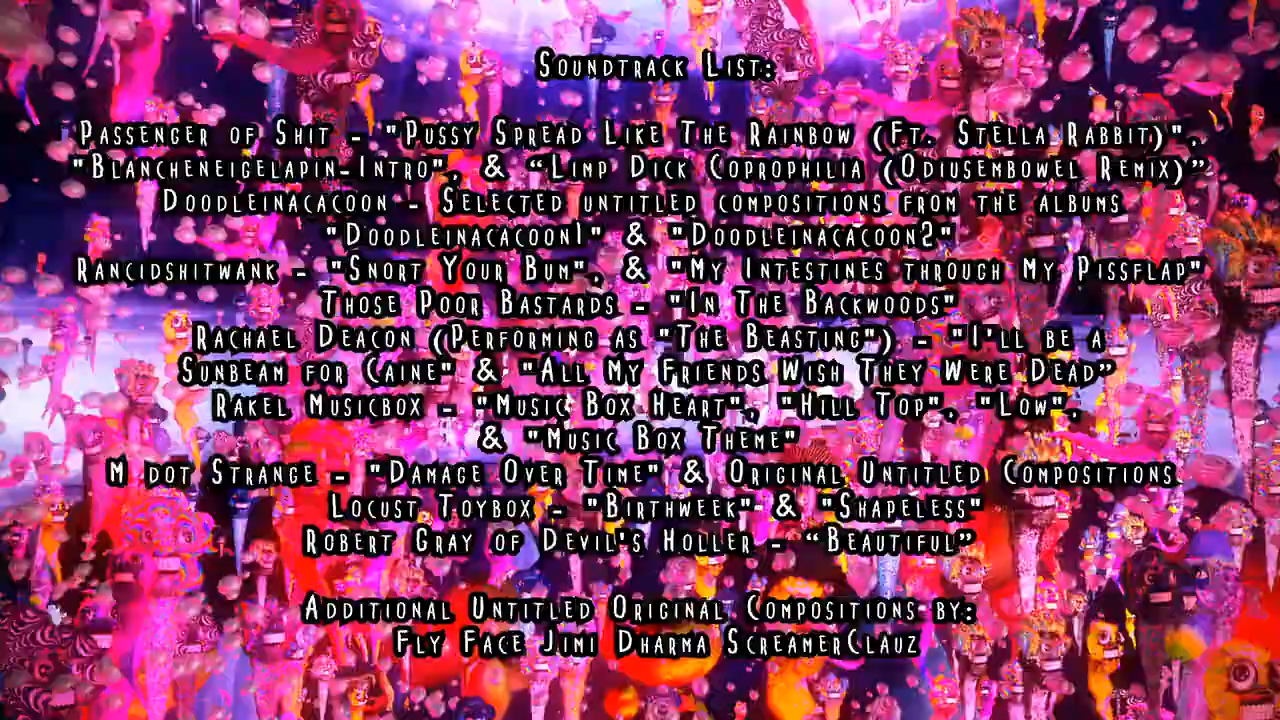 Soundtrack List:
Passenger of Shit - "Pussy Spread Like The Rainbow (Ft. Stella Rabbit)",
"Blancheneigelapin-Intro", & “Limp Dick Coprophilia (Odiusembowel Remix)”
Doodleinacacoon - Selected untitled compositions from the albums
"Doodleinacacoon1" & "Doodleinacacoon2"
Rancidshitwank - "Snort Your Bum", & "My Intestines through My Pissflap"
Those Poor Bastards - "In The Backwoods"
Rachael Deacon (Performing as "The Beasting") - "I'll be a
Sunbeam for Caine" & "All My Friends Wish They Were Dead”
Rakel Musicbox - "Music Box Heart", "Hill Top", "Low",
& "Music Box Theme"
M dot Strange - "Damage Over Time" & Original Untitled Compositions
Locust Toybox - "Birthweek" & "Shapeless"
Robert Gray of Devil's Holler - “Beautiful”
Additional Untitled Original Compositions by:
Fly Face Jimi Dharma ScreamerClauz